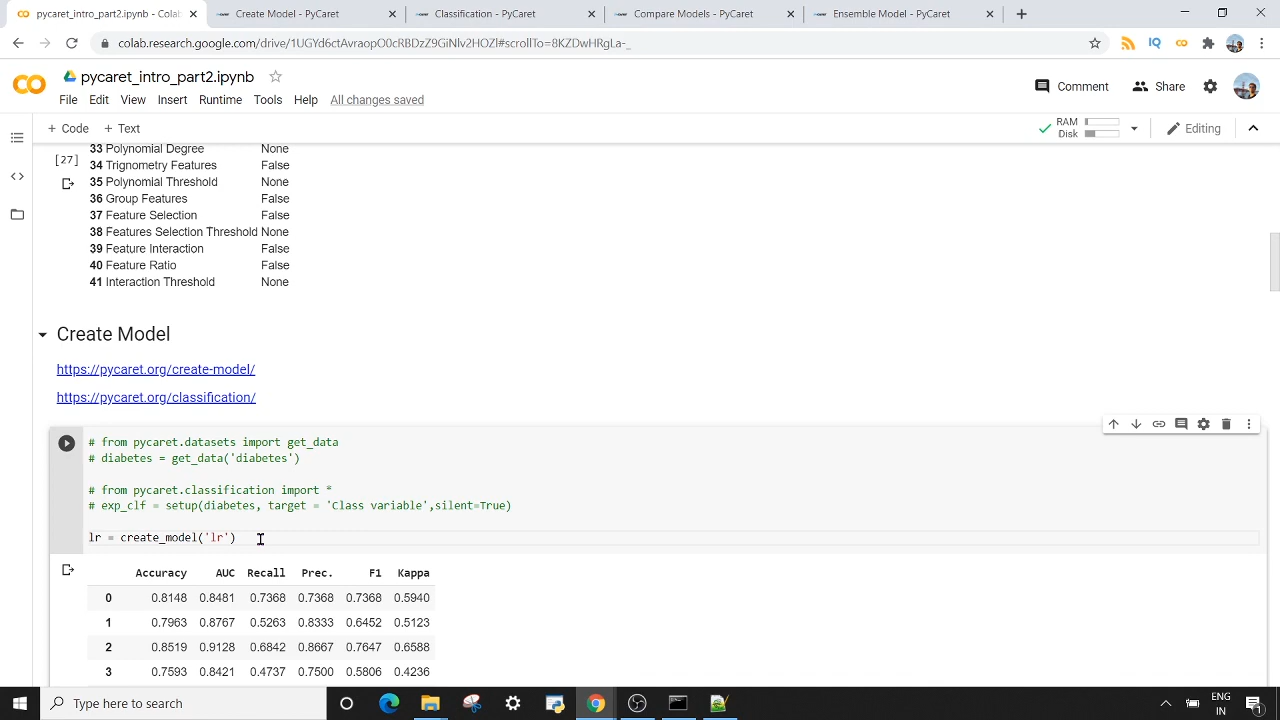 pycaret_intro_part2.ipynb - Colab
Create Model - PyCaret
Classification - PyCaret
Compare Models - PyCaret
Ensemble Model - PyCaret
colab.research.google.com/drive/1UGYd6ctAvraopO0cRBDzZ9GiNlv2HOZl#scrollTo=8KZDwHRgLa-_
pycaret_intro_part2.ipynb
Comment
Share
File Edit View Insert Runtime Tools Help All changes saved
+ Code + Text
RAM
Disk
Editing
33 Polynomial Degree None
[27]
34 Trignometry Features False
35 Polynomial Threshold None
36 Group Features False
37 Feature Selection False
38 Features Selection Threshold None
39 Feature Interaction False
40 Feature Ratio False
41 Interaction Threshold None
Create Model
https://pycaret.org/create-model/
https://pycaret.org/classification/
# from pycaret.datasets import get_data
# diabetes = get_data('diabetes')
# from pycaret.classification import *
# exp_clf = setup(diabetes, target = 'Class variable',silent=True)
lr = create_model('lr')
Accuracy AUC Recall Prec. F1 Kappa
0 0.8148 0.8481 0.7368 0.7368 0.7368 0.5940
1 0.7963 0.8767 0.5263 0.8333 0.6452 0.5123
2 0.8519 0.9128 0.6842 0.8667 0.7647 0.6588
3 0.7593 0.8421 0.4737 0.7500 0.5806 0.4236
Type here to search
ENG
IN